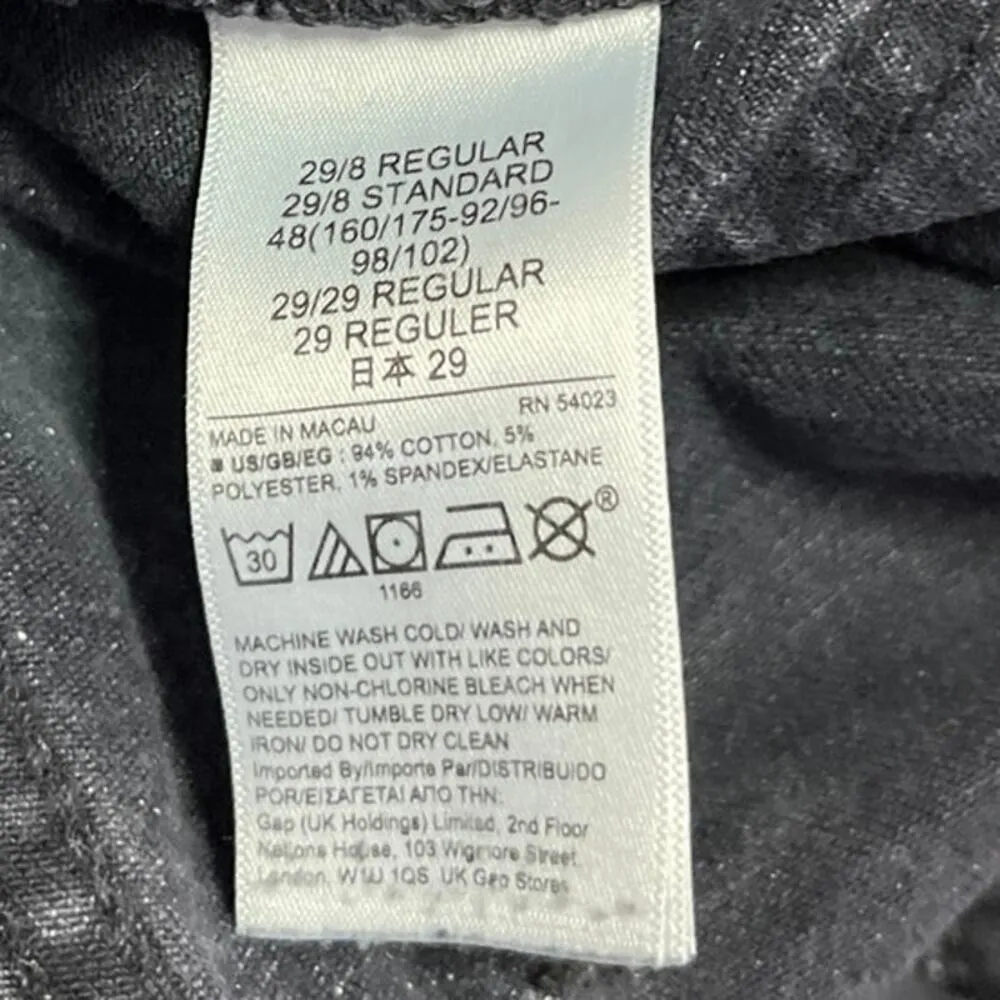 29/8 REGULAR
29/8 STANDARD
48(160/175-92/96-
98/102)
29/29 REGULAR
29 REGULER
日本 29
RN 54023
MADE IN MACAU
US/GB/EG : 94% COTTON, 5%
POLYESTER, 1% SPANDEX/ELASTANE
30
®
1166
MACHINE WASH COLD/ WASH AND
DRY INSIDE OUT WITH LIKE COLORS/
ONLY NON-CHLORINE BLEACH WHEN
NEEDED/ TUMBLE DRY LOW/ WARM
IRON/ DO NOT DRY CLEAN
Imported By/Importe Par/DISTRIBUIDO
POR/ΕΙΣΑΓΕΤΑΙ ΑΠΟ ΤΗΝ:
Gap (UK Holdings) Limited, 2nd Floor
Nations House, 103 Wigmore Street
London. W1U 1QS UK Gap Stores